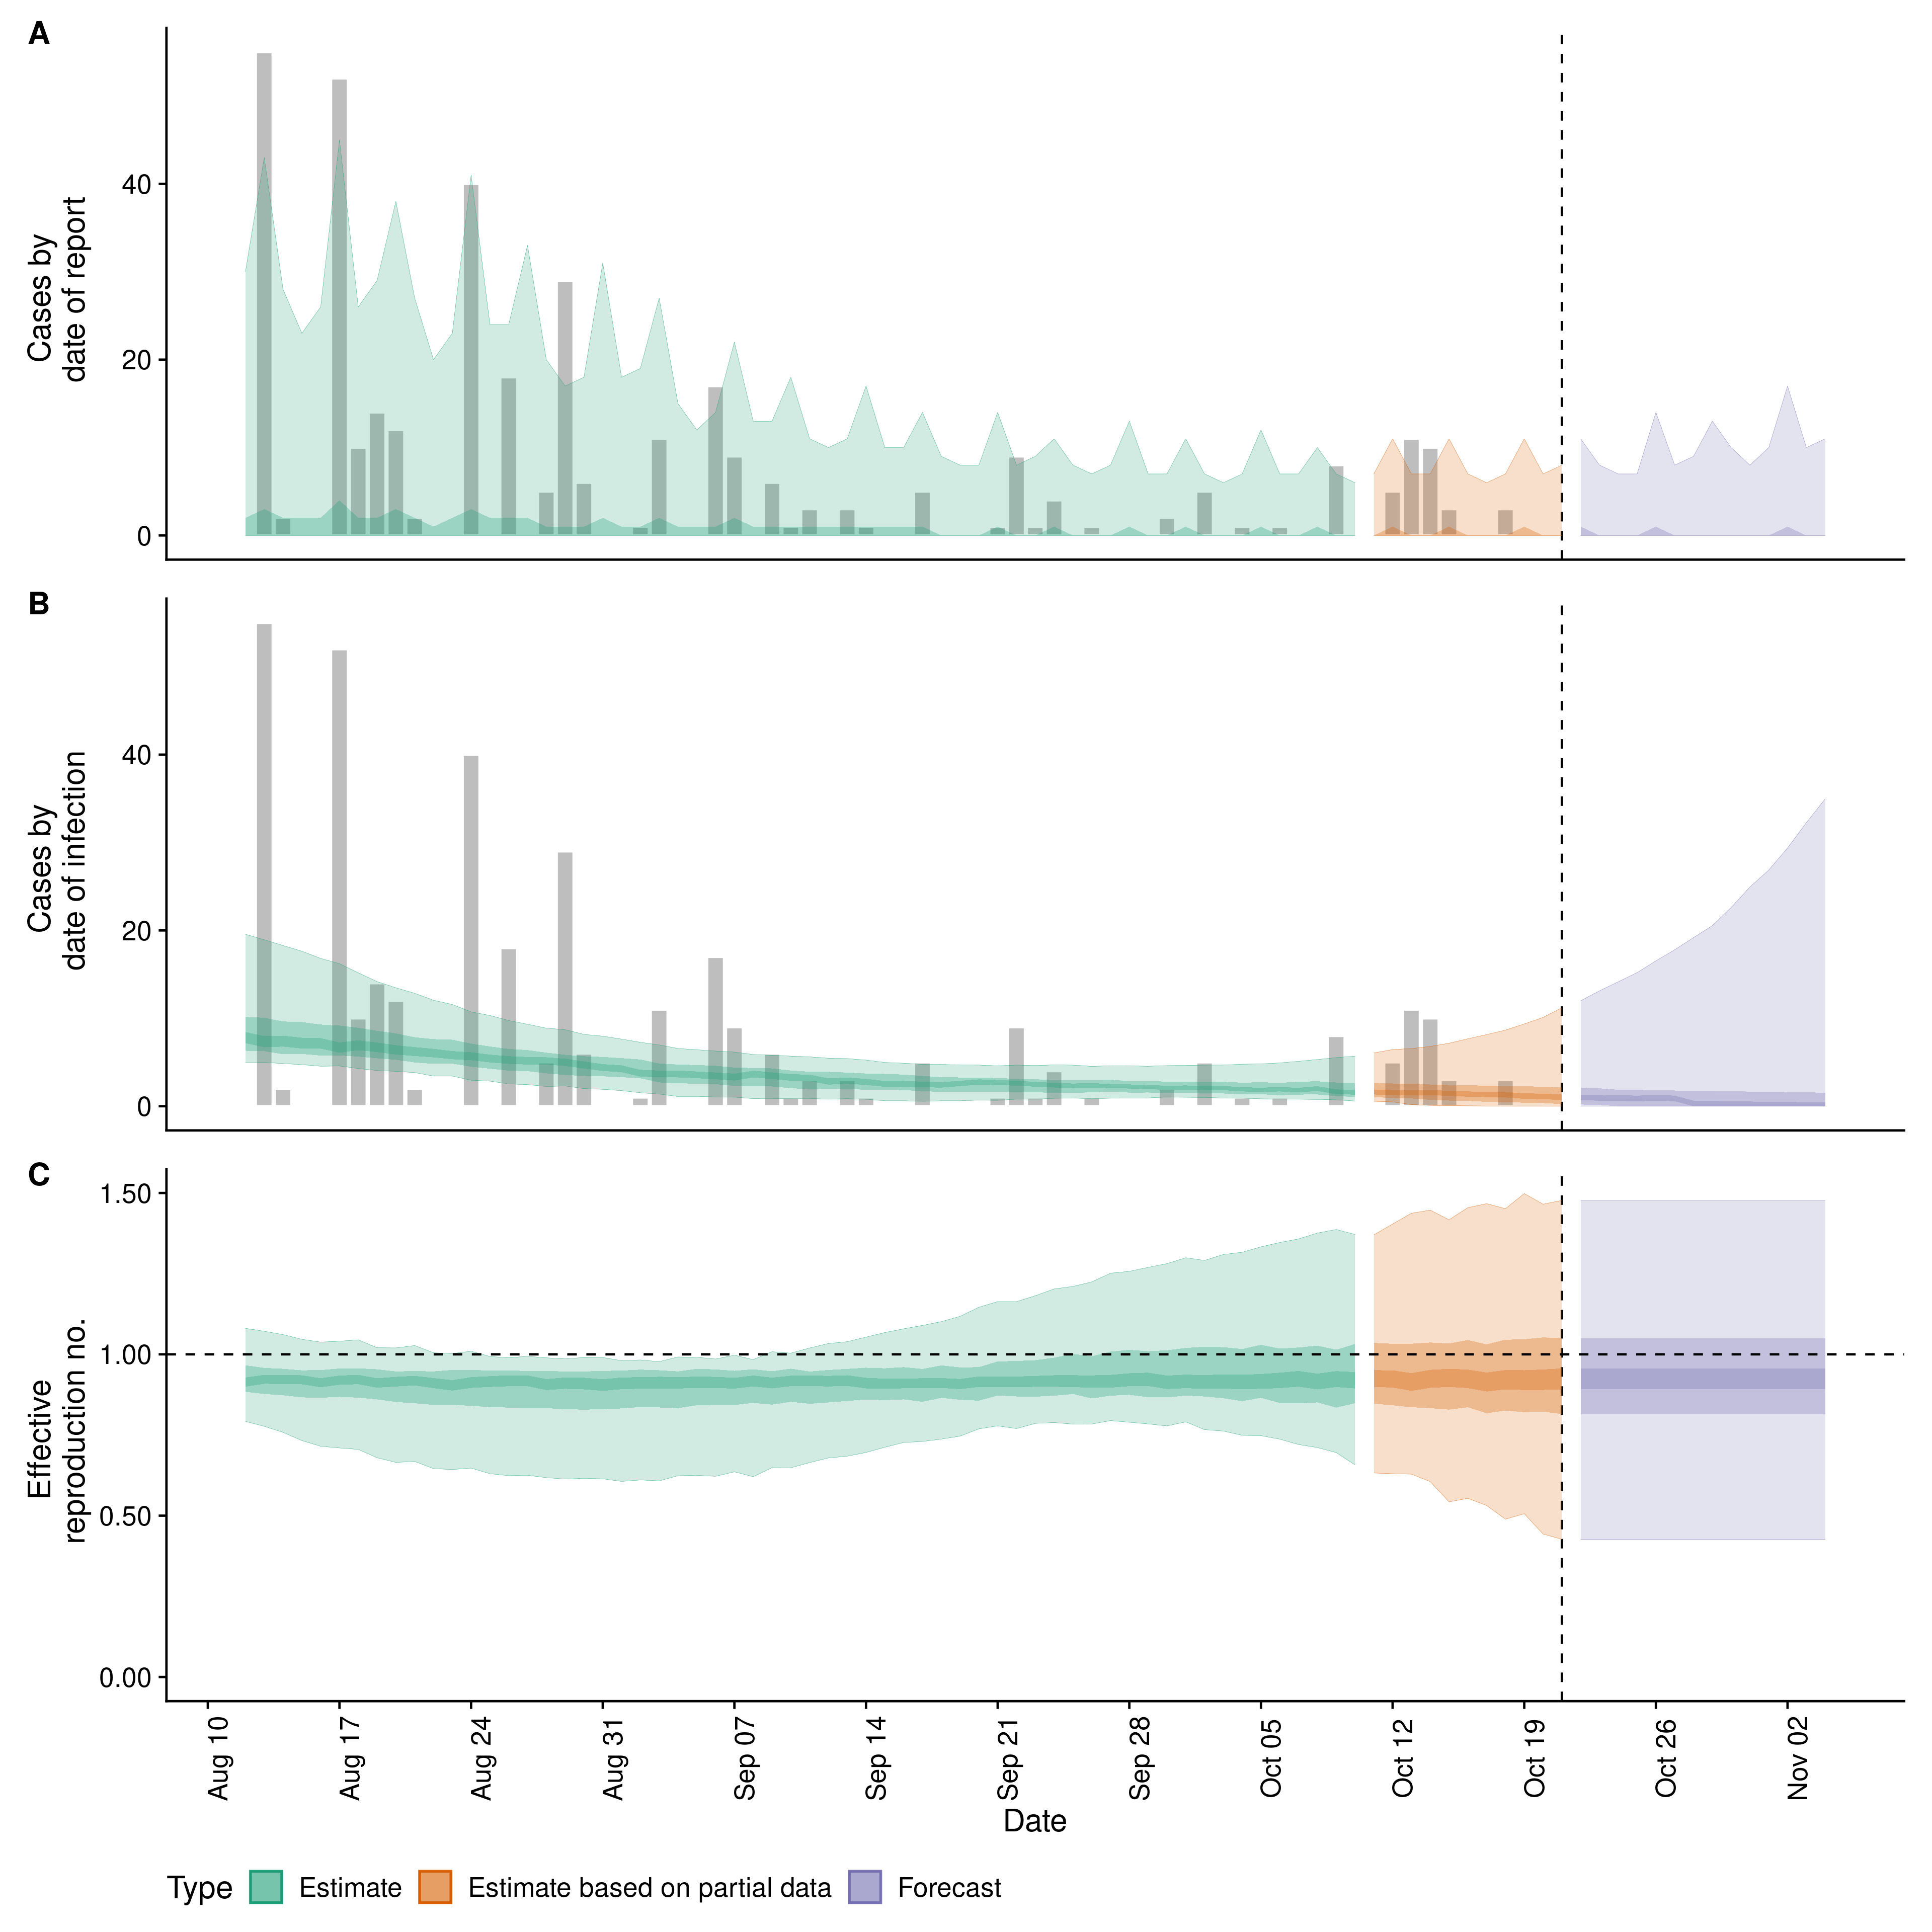 A
Cases by
date of report
40
20
0
B
Cases by
date of infection
40
20
0
C
Effective
reproduction no.
1.50
1.00
0.50
0.00
Aug 10
Aug 17
Aug 24
Aug 31
Sep 07
Sep 14
Sep 21
Sep 28
Oct 05
Oct 12
Oct 19
Oct 26
Nov 02
Date
Type Estimate Estimate based on partial data Forecast